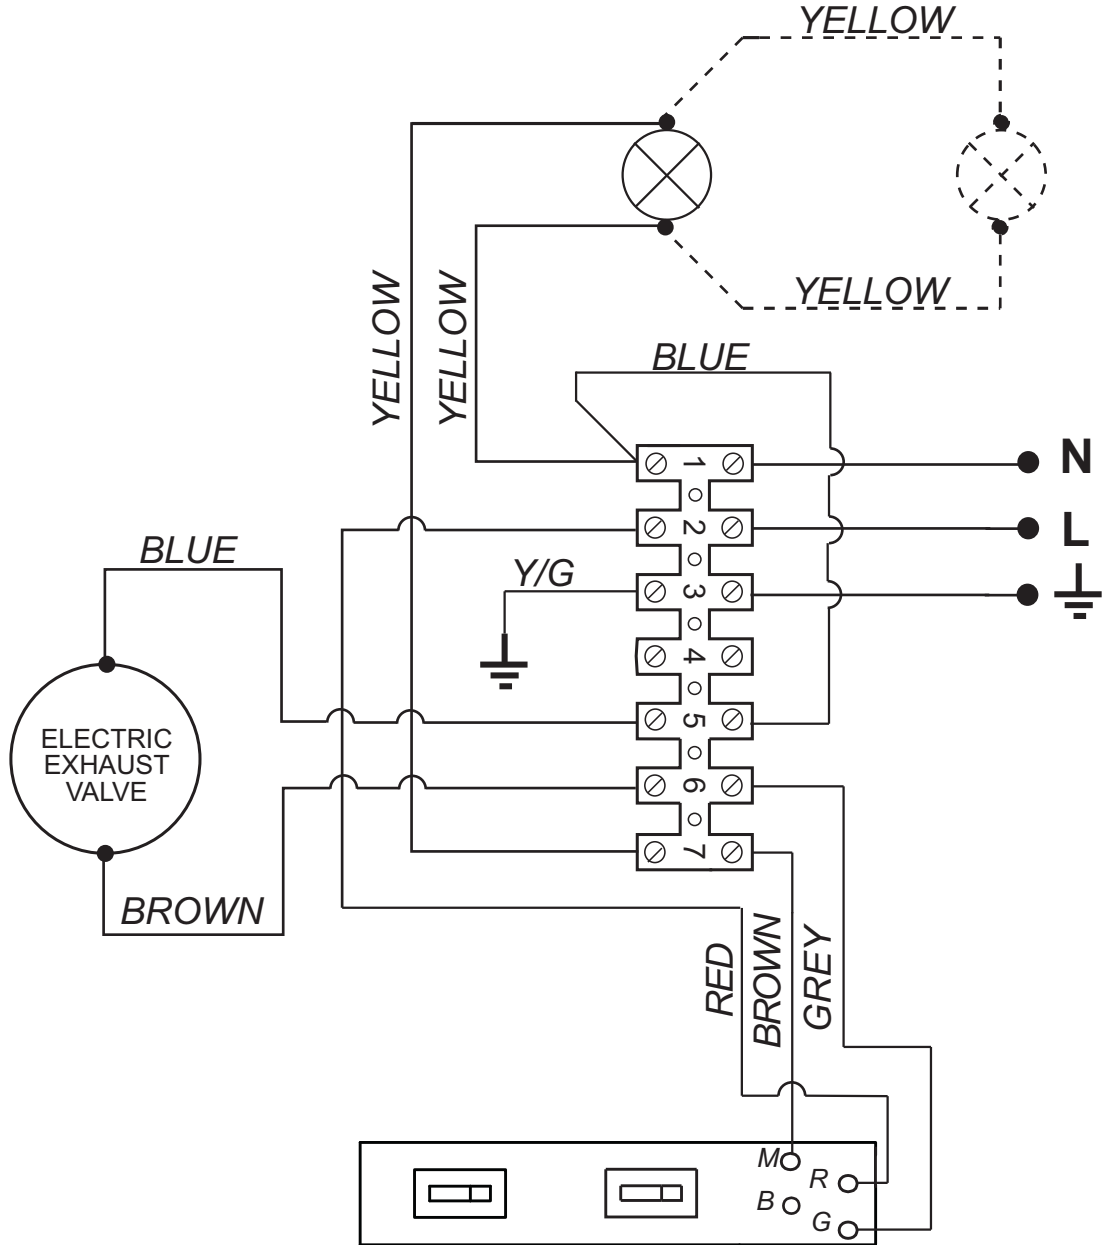 YELLOW
YELLOW
YELLOW
YELLOW
BLUE
1
N
2
L
BLUE
Y/G
3
4
5
ELECTRIC
EXHAUST
VALVE
6
7
BROWN
RED
BROWN
GREY
M
R
B
G